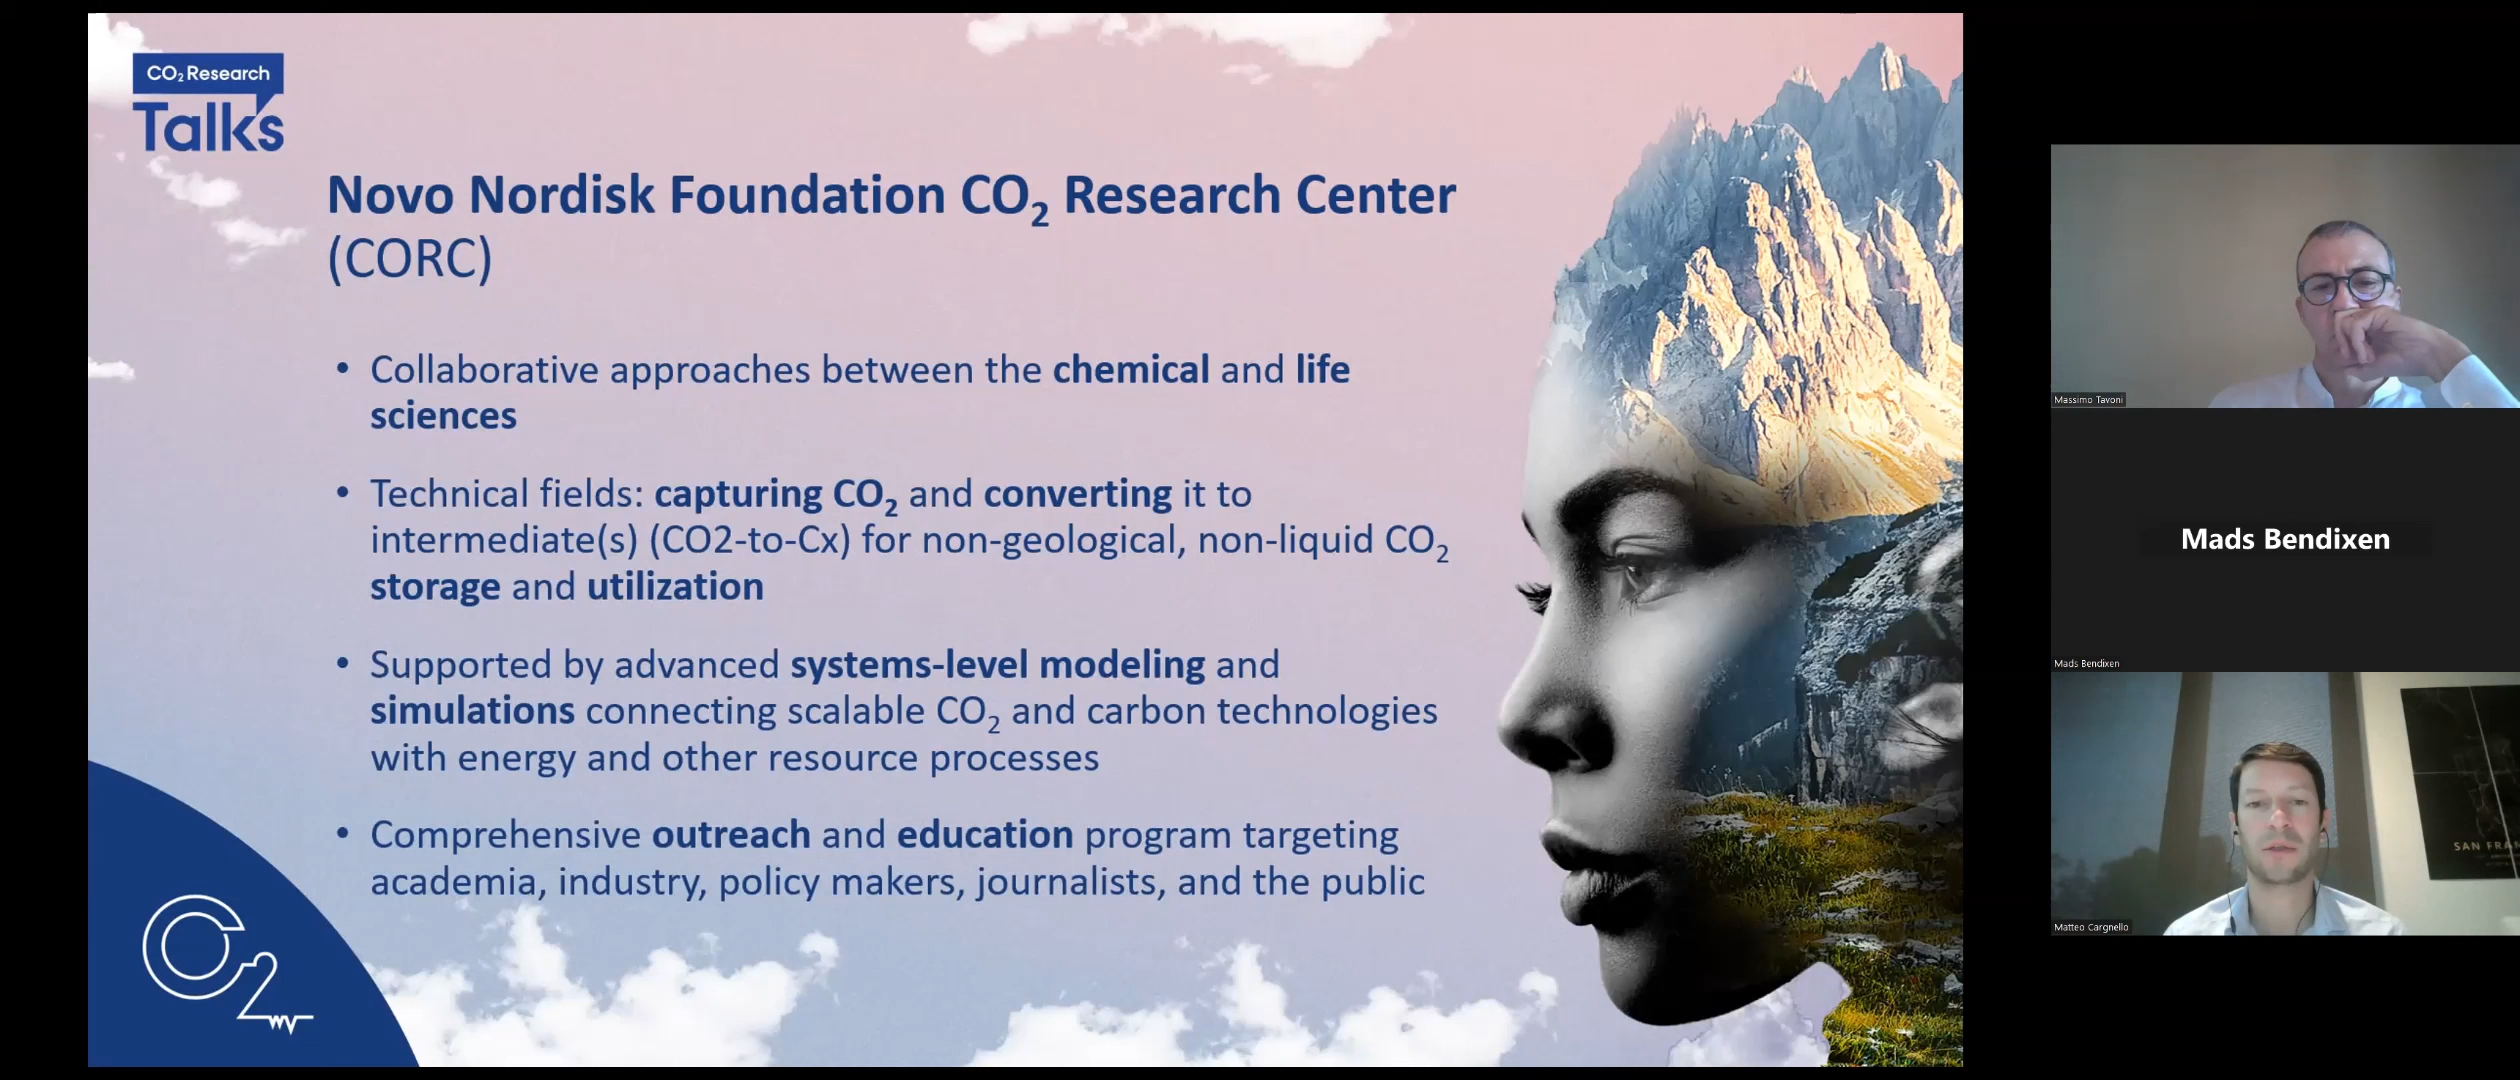 CO₂ Research
Talks
Novo Nordisk Foundation CO₂ Research Center
(CORC)
• Collaborative approaches between the chemical and life
sciences
• Technical fields: capturing CO₂ and converting it to
intermediate(s) (CO2-to-Cx) for non-geological, non-liquid CO₂
storage and utilization
• Supported by advanced systems-level modeling and
simulations connecting scalable CO₂ and carbon technologies
with energy and other resource processes
• Comprehensive outreach and education program targeting
academia, industry, policy makers, journalists, and the public
CO2
Massimo Tavoni
Mads Bendixen
Mads Bendixen
SAN FRAN
Matteo Cargnello